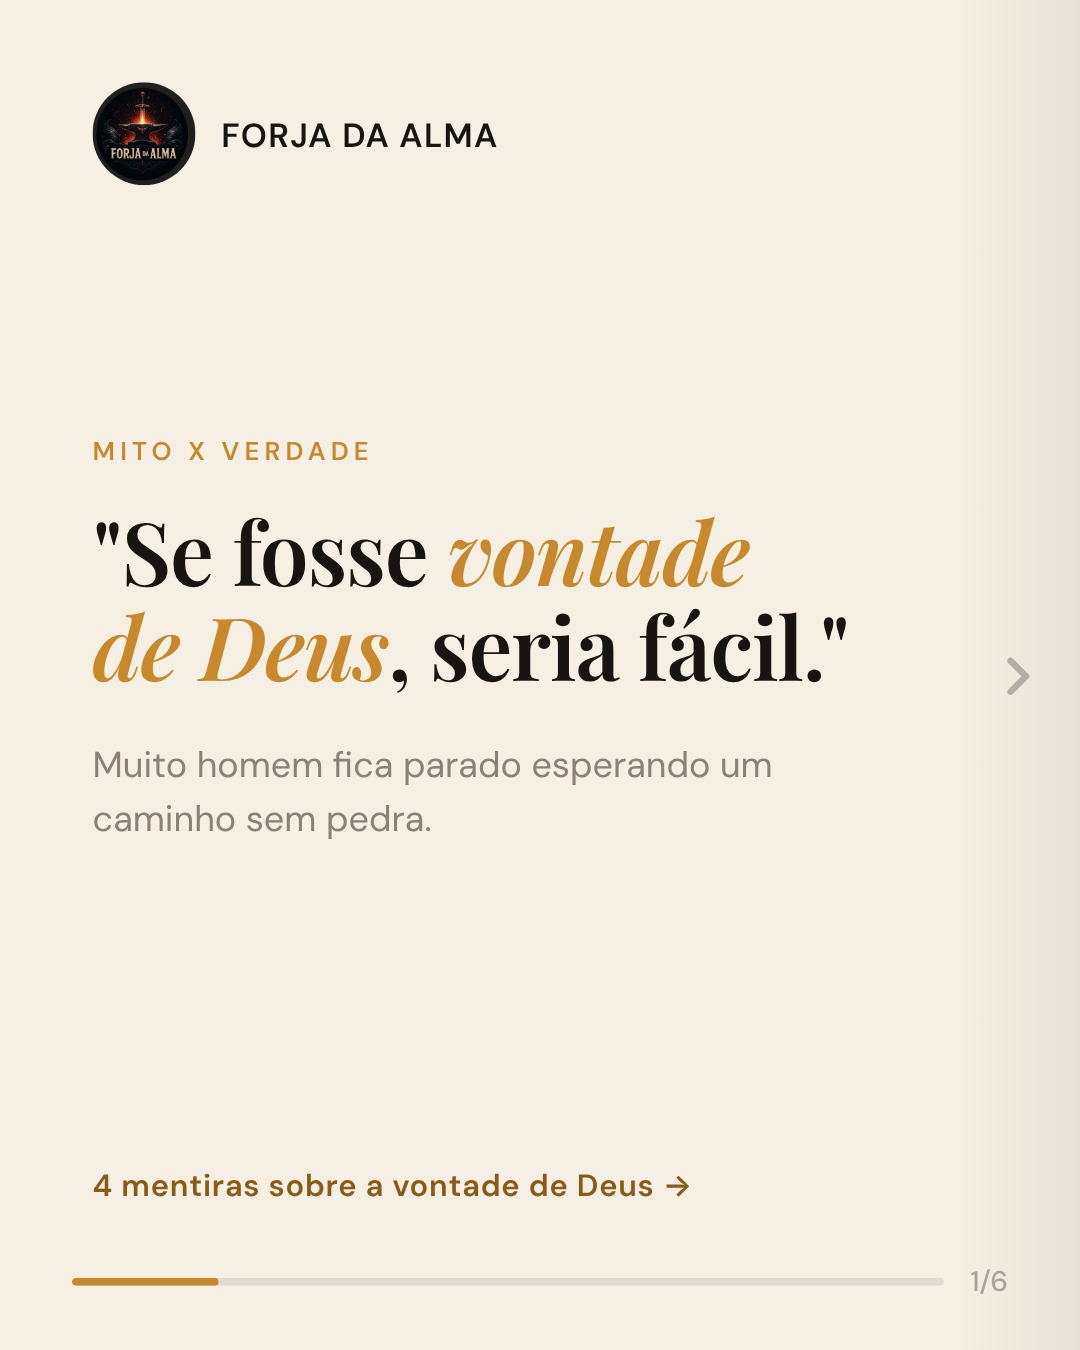 FORJA DA ALMA
FORJA DA ALMA
MITO X VERDADE
"Se fosse vontade
de Deus, seria fácil."
Muito homem fica parado esperando um
caminho sem pedra.
4 mentiras sobre a vontade de Deus →
1/6